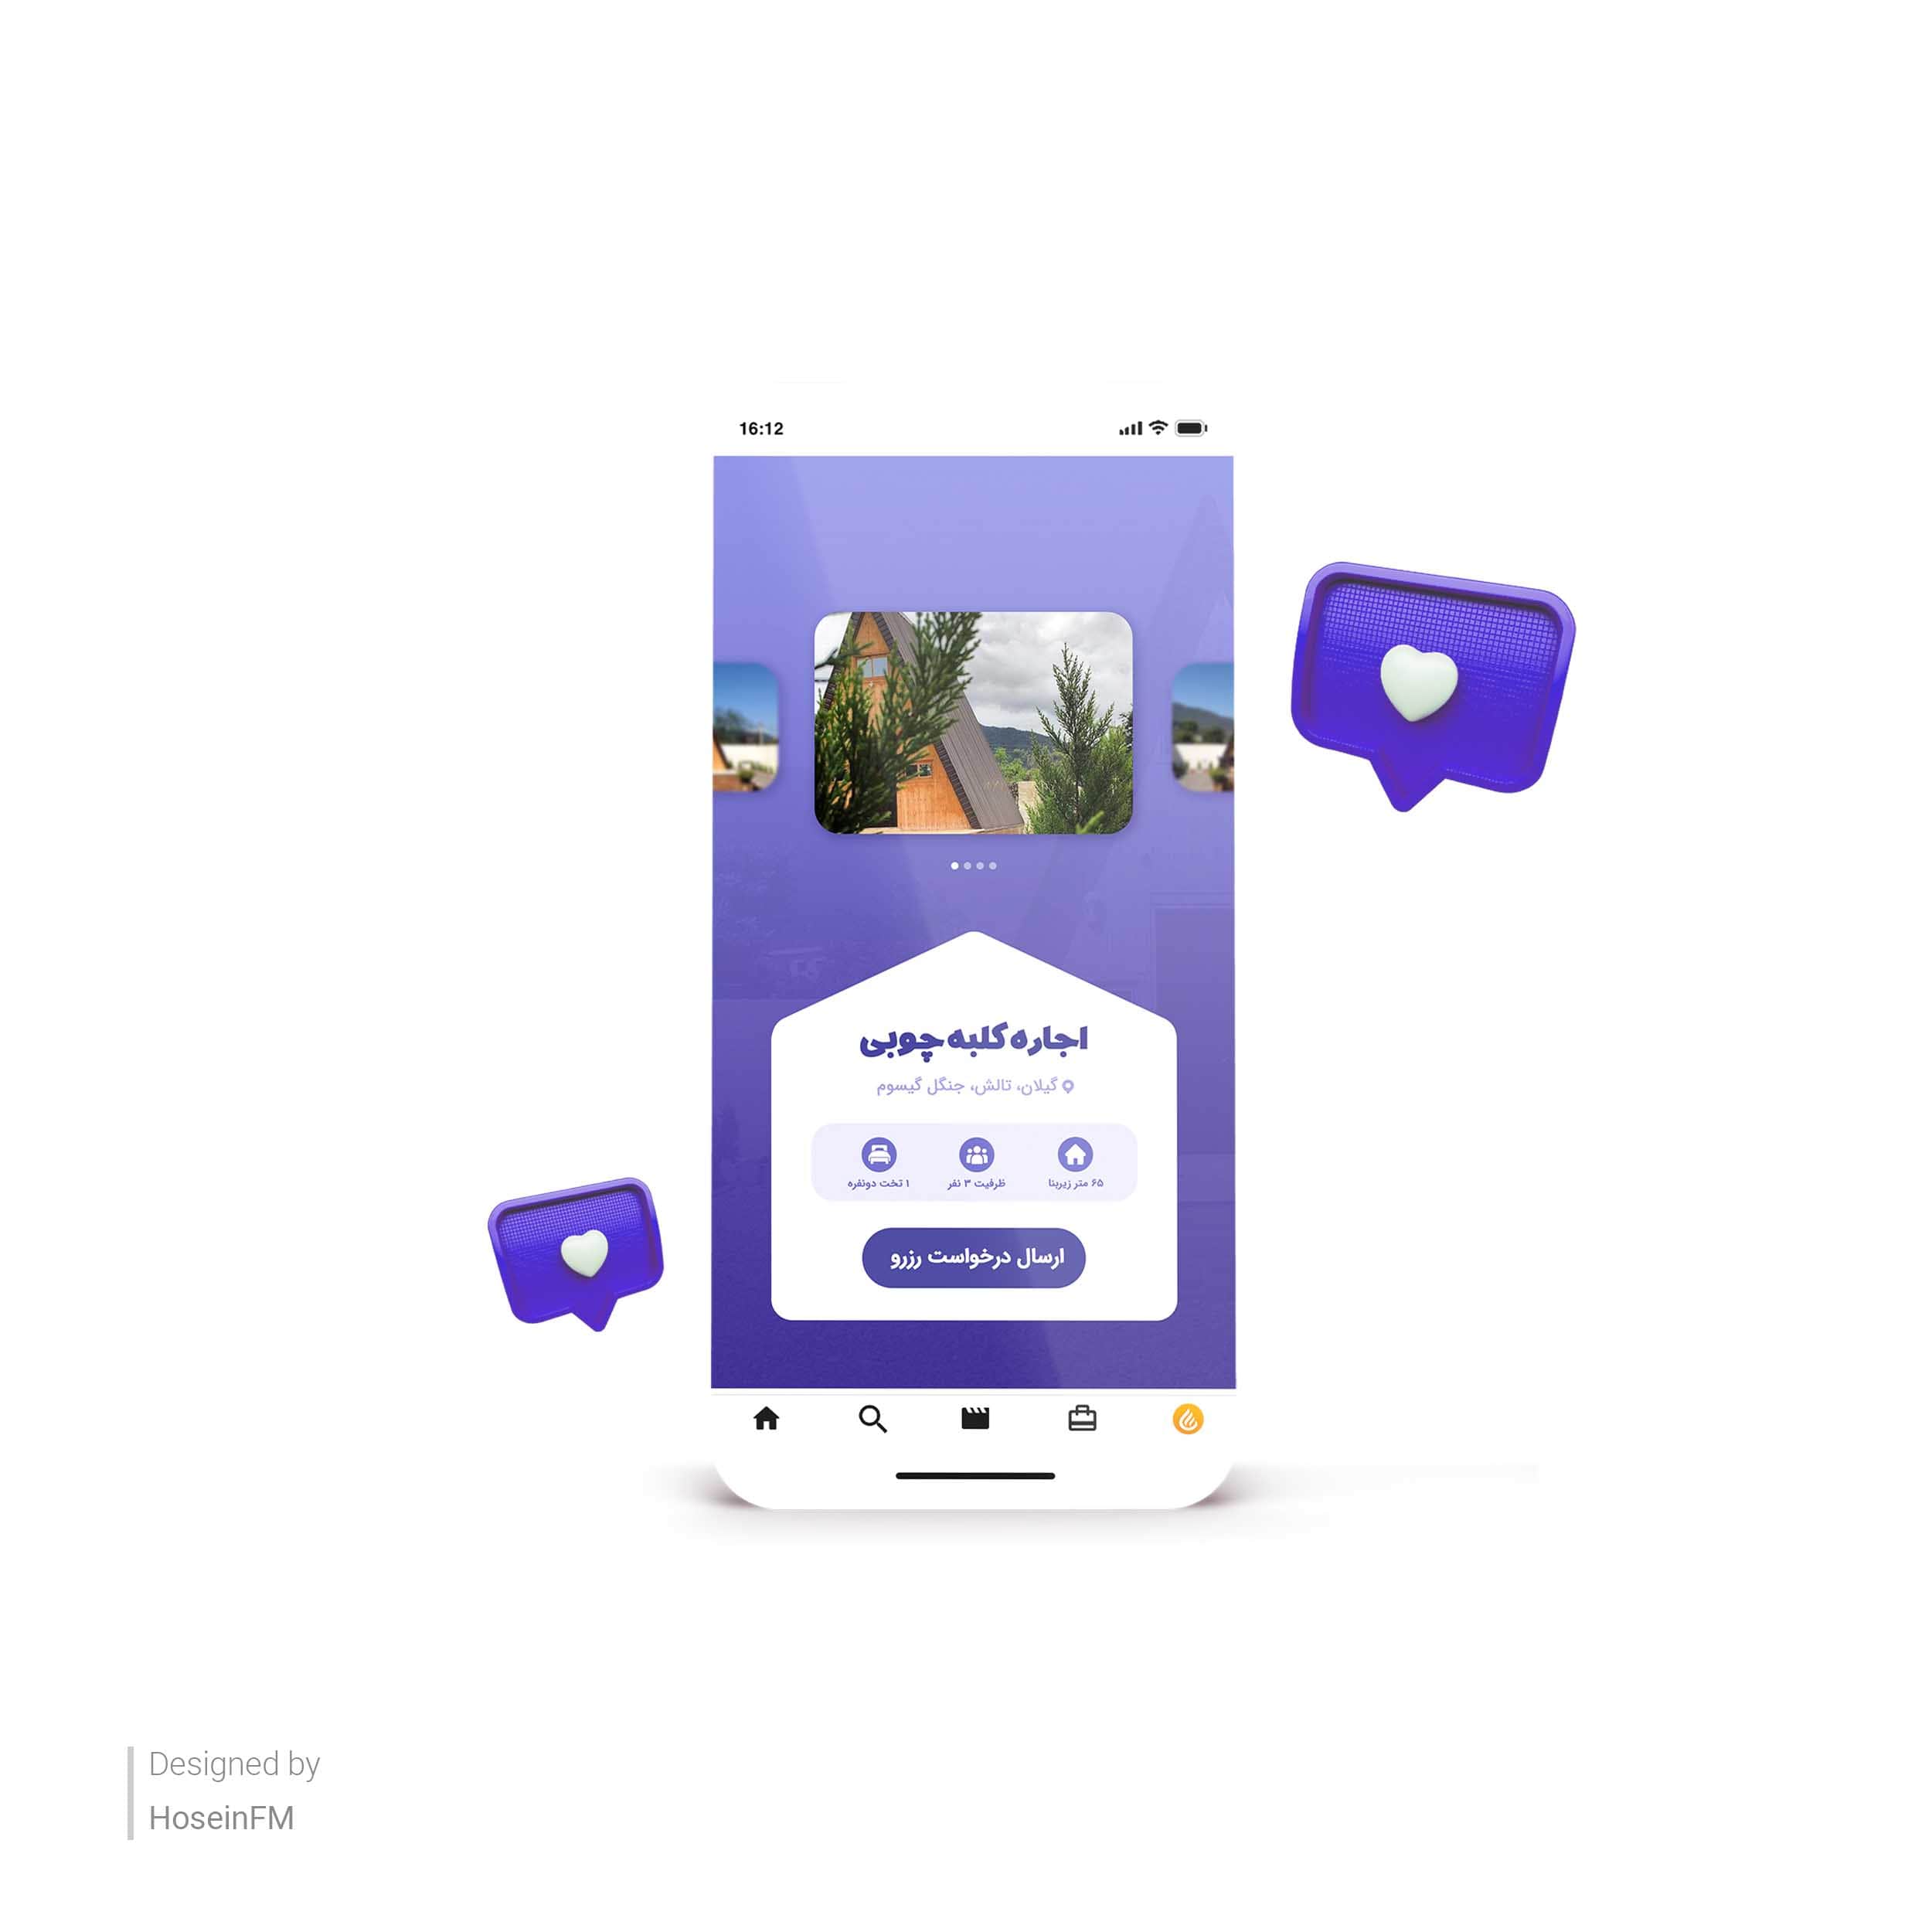 16:12
اجاره کلبه چوبی
گیلان، تالش، جنگل گیسوم
۶۵ متر زیربنا
ظرفیت ۳ نفر
۱ تخت دونفره
ارسال درخواست رزرو
Designed by
HoseinFM